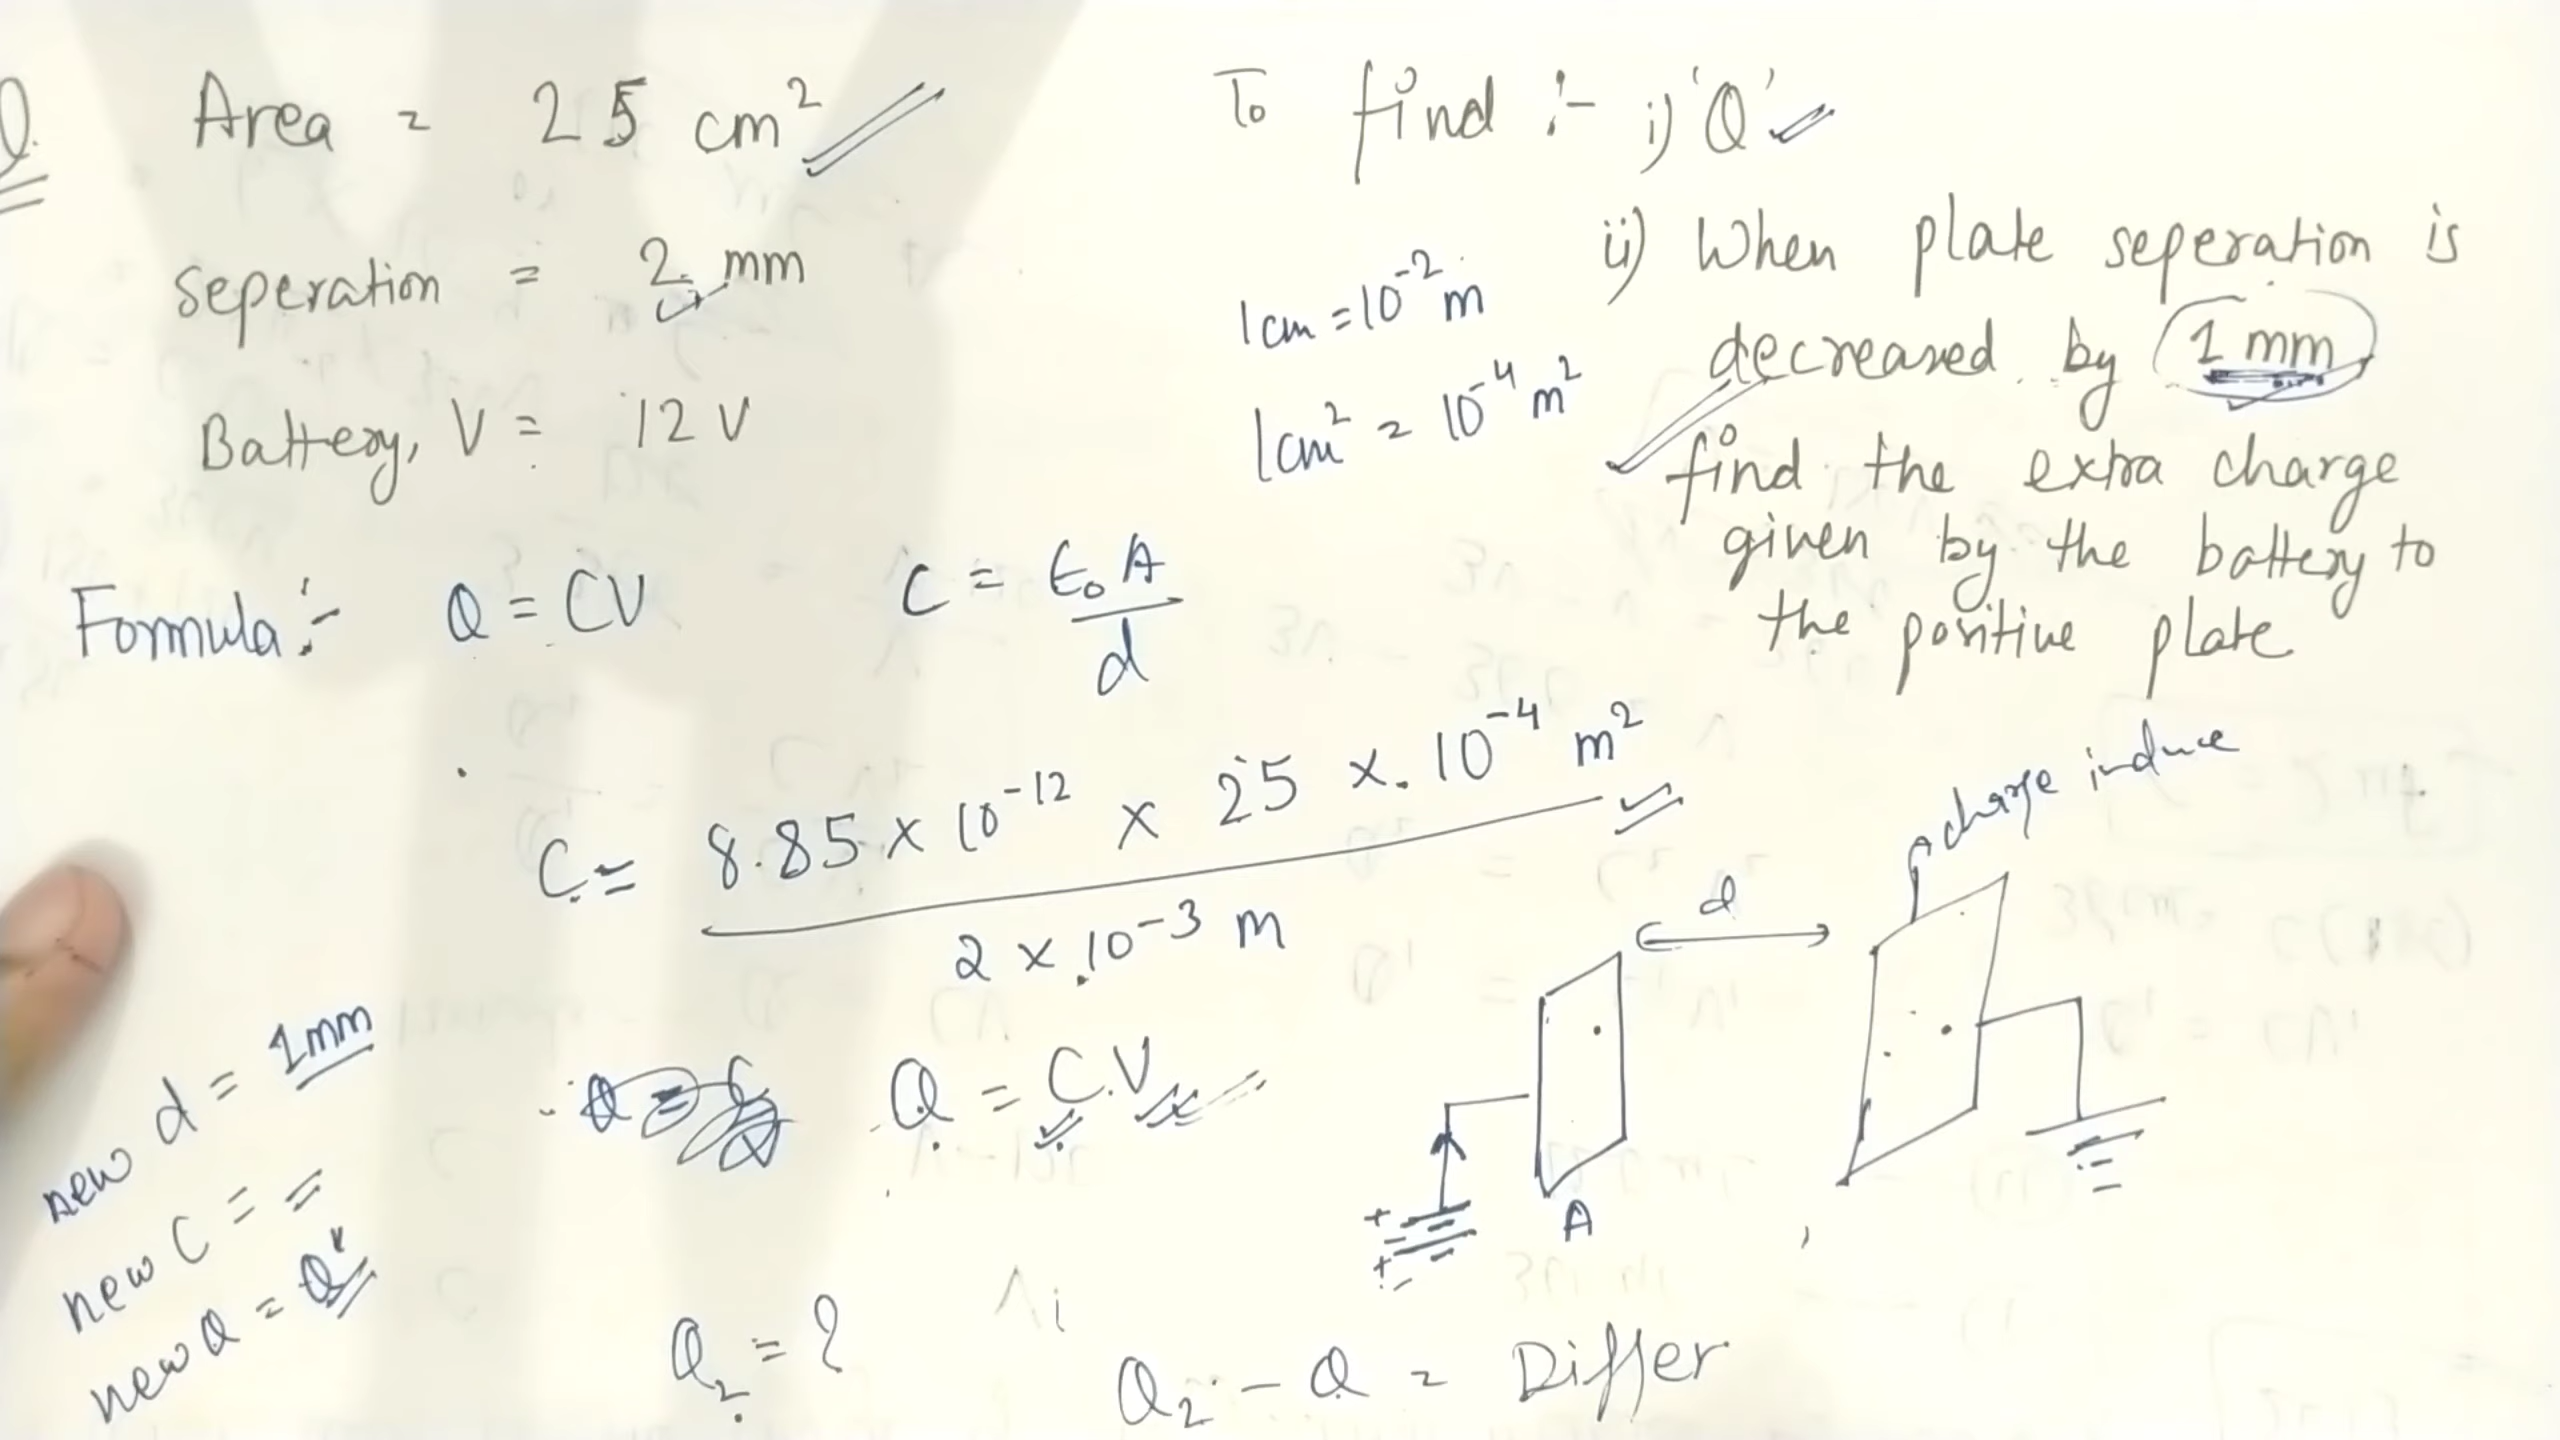 Q.
Area = 25 cm²
seperation = 2 mm
Battery, V = 12 V
To find :- i) 'Q'
1 cm = 10⁻² m
1 cm² = 10⁻⁴ m²
ii) When plate seperation is
decreased by 1 mm
find the extra charge
given by the battery to
the positive plate
Formula :- Q = CV C = ε₀ A / d
C = 8.85 x 10⁻¹² x 25 x 10⁻⁴ m²
2 x 10⁻³ m
charge induce
d
A
+
-
+
-
Q = C.V
new d = 1mm
new C = =
new Q =
Q₂ = ?
Q₂ - Q = Differ